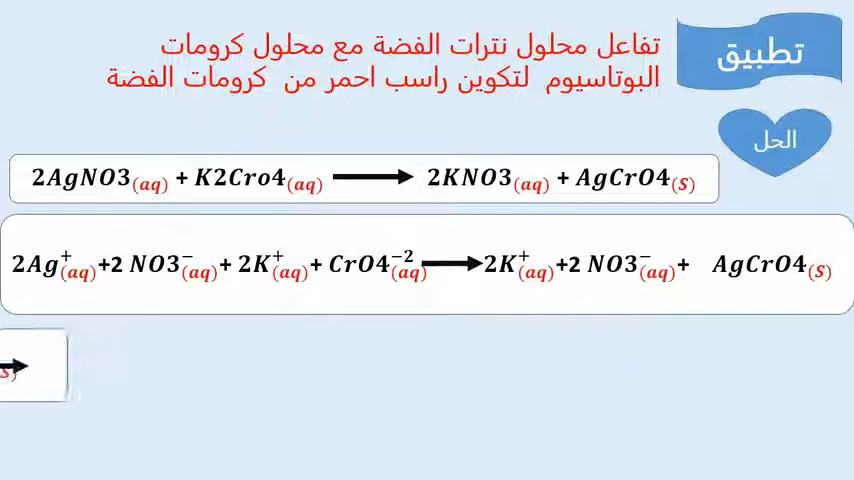 تطبيق
تفاعل محلول نترات الفضة مع محلول كرومات
البوتاسيوم لتكوين راسب احمر من كرومات الفضة
الحل
2AgNO3(aq) + K2Cro4(aq) ⟶ 2KNO3(aq) + AgCrO4(S)
2Ag+(aq)+2 NO3−(aq)+ 2K+(aq)+ CrO4−2(aq) ⟶ 2K+(aq)+2 NO3−(aq)+ AgCrO4(S)